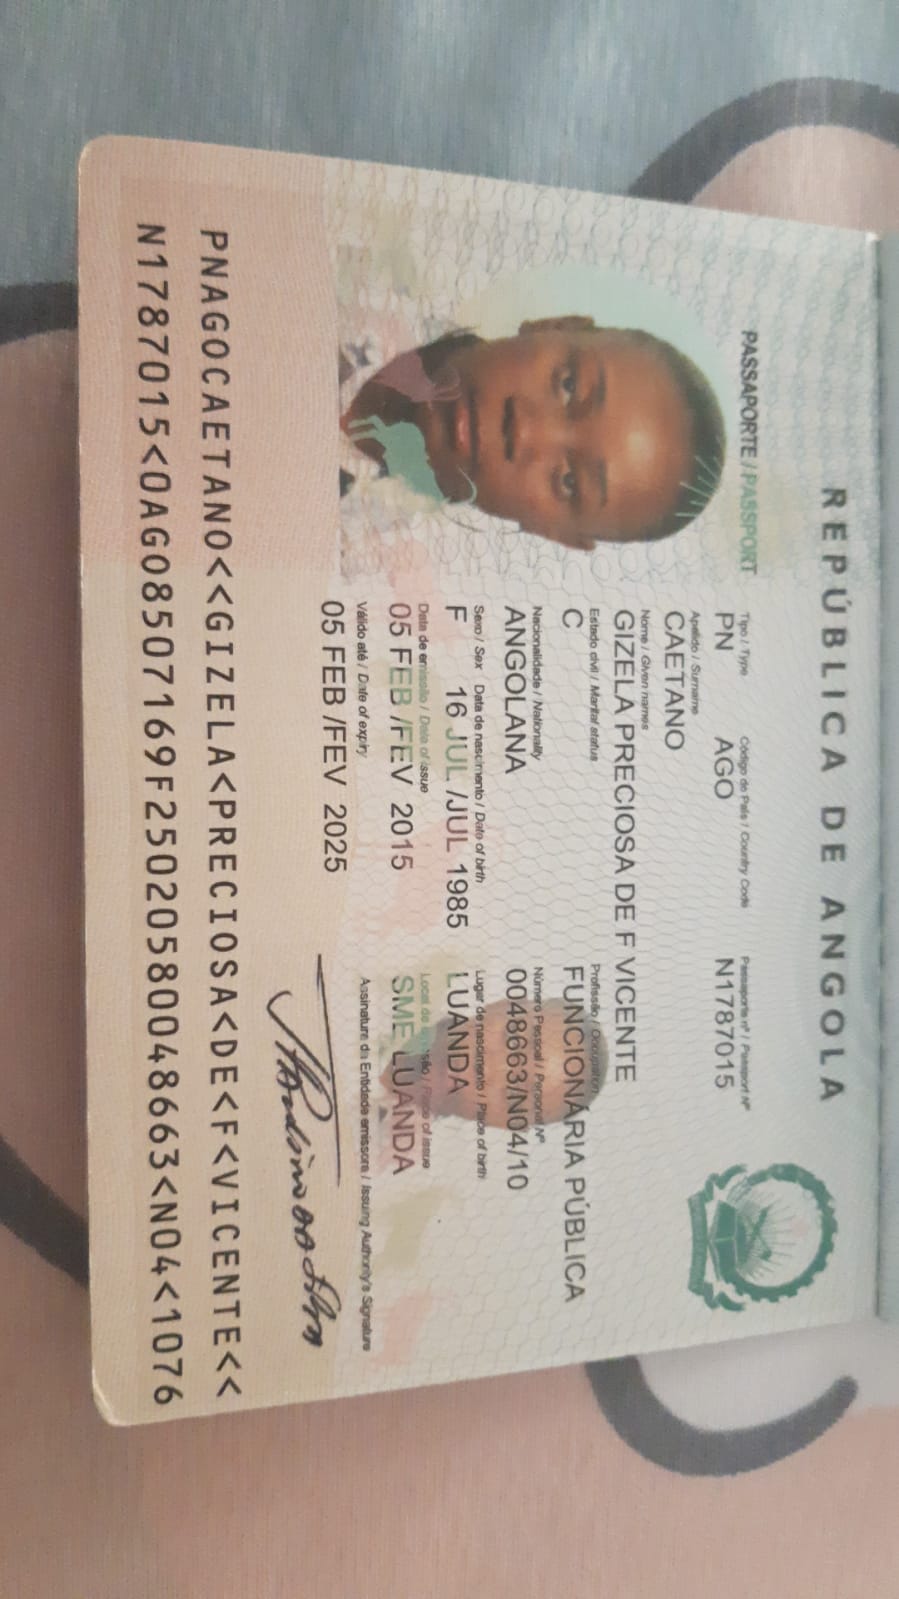 REPÚBLICA DE ANGOLA
PASSAPORTE / PASSPORT
Tipo / Type Código do País / Country Code Passaporte nº / Passport Nº
PN AGO N1787015
Apelido / Surname
CAETANO
Nome / Given names
GIZELA PRECIOSA DE F VICENTE
Estado civil / Marital status Profissão / Occupation
C FUNCIONÁRIA PÚBLICA
Nacionalidade / Nationality Número Pessoal / Personal Nº
ANGOLANA 0048663/N04/10
Sexo / Sex Data de nascimento / Date of birth Lugar de nascimento / Place of birth
F 16 JUL /JUL 1985 LUANDA
Data de emissão / Date of issue Local de emissão / Place of issue
05 FEB /FEV 2015 SME LUANDA
Válido até / Date of expiry Assinatura da Entidade emissora / Issuing Authority's Signature
05 FEB /FEV 2025
PNAGOCAETANO<<GIZELA<PRECIOSA<DE<F<VICENTE<<
N1787015<0AGO8507169F25020580048663<N04<1076